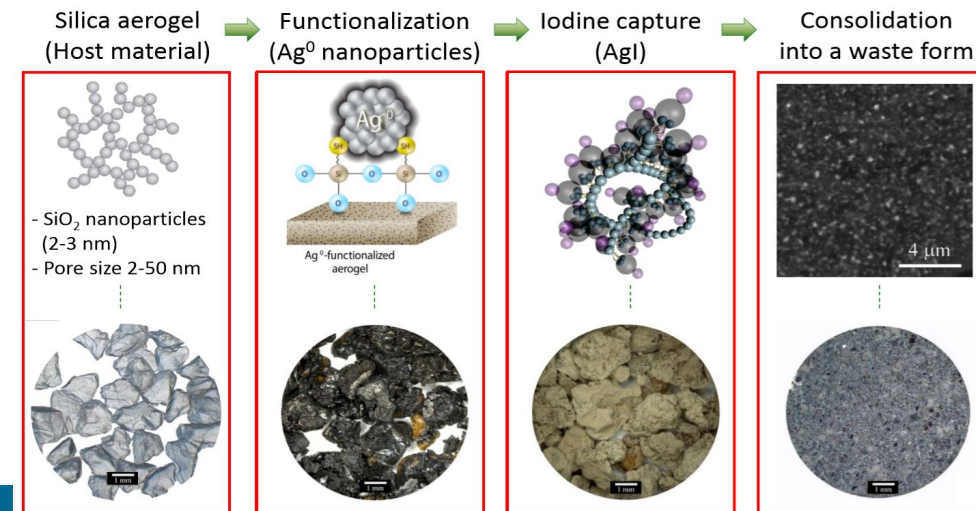 Silica aerogel
(Host material)
Functionalization
(Ag⁰ nanoparticles)
Iodine capture
(AgI)
Consolidation
into a waste form
- SiO₂ nanoparticles
(2-3 nm)
- Pore size 2-50 nm
Ag⁰
SH
SH
O
Si
O
Si
O
O
O
Ag⁰-functionalized
aerogel
4 μm
1 mm
1 mm
1 mm
1 mm